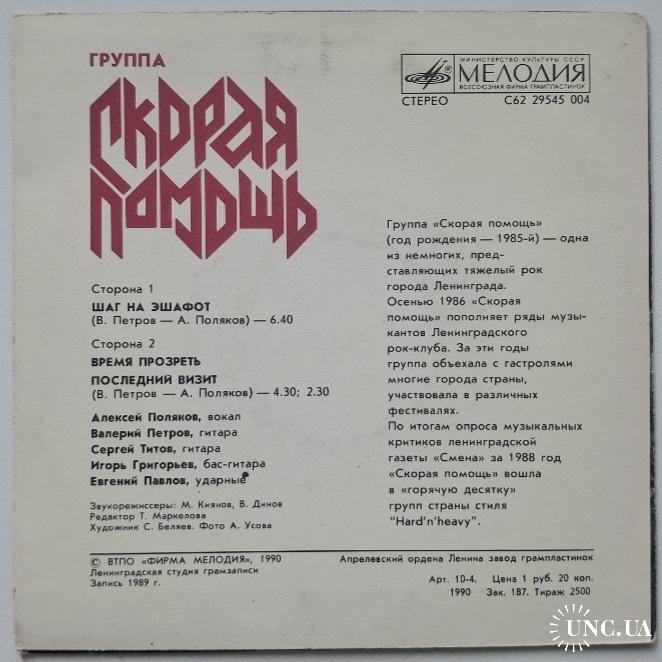 ГРУППА
СКОРАЯ
ПОМОЩЬ
МИНИСТЕРСТВО КУЛЬТУРЫ СССР
МЕЛОДИЯ
ВСЕСОЮЗНАЯ ФИРМА ГРАМПЛАСТИНОК
СТЕРЕО С62 29545 004
Сторона 1
ШАГ НА ЭШАФОТ
(В. Петров — А. Поляков) — 6.40
Сторона 2
ВРЕМЯ ПРОЗРЕТЬ
ПОСЛЕДНИЙ ВИЗИТ
(В. Петров — А. Поляков) — 4.30; 2.30
Алексей Поляков, вокал
Валерий Петров, гитара
Сергей Титов, гитара
Игорь Григорьев, бас-гитара
Евгений Павлов, ударные
Звукорежиссеры: М. Киянов, В. Динов
Редактор Т. Маркелова
Художник С. Беляев. Фото А. Усова
Группа «Скорая помощь»
(год рождения — 1985-й) — одна
из немногих, пред-
ставляющих тяжелый рок
города Ленинграда.
Осенью 1986 «Скорая
помощь» пополняет ряды музы-
кантов Ленинградского
рок-клуба. За эти годы
группа объехала с гастролями
многие города страны,
участвовала в различных
фестивалях.
По итогам опроса музыкальных
критиков ленинградской
газеты «Смена» за 1988 год
«Скорая помощь» вошла
в «горячую десятку»
групп страны стиля
"Hard'n'heavy".
© ВТПО «ФИРМА МЕЛОДИЯ», 1990
Ленинградская студия грамзаписи
Запись 1989 г.
Апрелевский ордена Ленина завод грампластинок
Арт. 10-4. Цена 1 руб. 20 коп.
1990 Зак. 187. Тираж 2500
UNC.UA